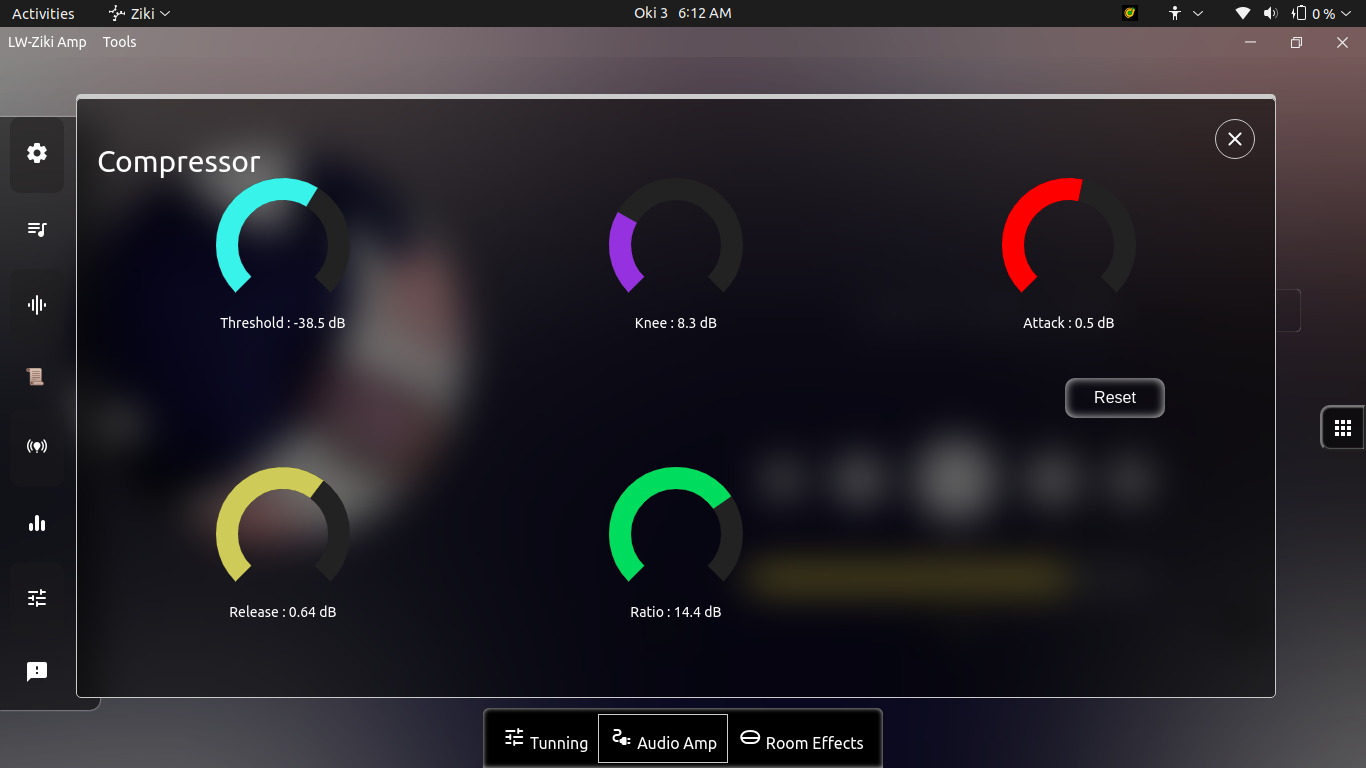 Activities Ziki Oki 3 6:12 AM 0 %
LW-Ziki Amp Tools
Compressor
Threshold : -38.5 dB Knee : 8.3 dB Attack : 0.5 dB
Reset
Release : 0.64 dB Ratio : 14.4 dB
Tunning Audio Amp Room Effects